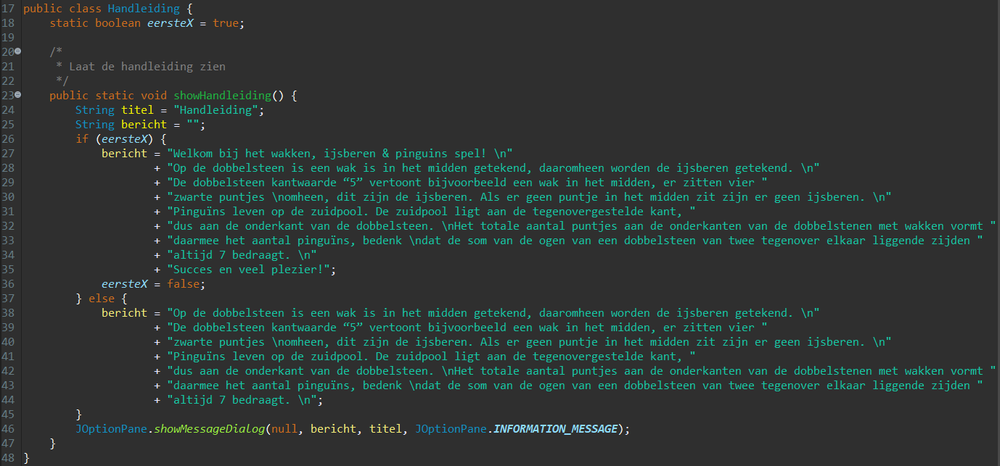 17 public class Handleiding {
18     static boolean eersteX = true;
19
20     /*
21      * Laat de handleiding zien
22      */
23     public static void showHandleiding() {
24         String titel = "Handleiding";
25         String bericht = "";
26         if (eersteX) {
27             bericht = "Welkom bij het wakken, ijsberen & pinguins spel! \n"
28                     + "Op de dobbelsteen is een wak is in het midden getekend, daaromheen worden de ijsberen getekend. \n"
29                     + "De dobbelsteen kantwaarde “5” vertoont bijvoorbeeld een wak in het midden, er zitten vier "
30                     + "zwarte puntjes \nomheen, dit zijn de ijsberen. Als er geen puntje in het midden zit zijn er geen ijsberen. \n"
31                     + "Pinguïns leven op de zuidpool. De zuidpool ligt aan de tegenovergestelde kant, "
32                     + "dus aan de onderkant van de dobbelsteen. \nHet totale aantal puntjes aan de onderkanten van de dobbelstenen met wakken vormt "
33                     + "daarmee het aantal pinguïns, bedenk \ndat de som van de ogen van een dobbelsteen van twee tegenover elkaar liggende zijden "
34                     + "altijd 7 bedraagt. \n"
35                     + "Succes en veel plezier!";
36             eersteX = false;
37         } else {
38             bericht = "Op de dobbelsteen is een wak is in het midden getekend, daaromheen worden de ijsberen getekend. \n"
39                     + "De dobbelsteen kantwaarde “5” vertoont bijvoorbeeld een wak in het midden, er zitten vier "
40                     + "zwarte puntjes \nomheen, dit zijn de ijsberen. Als er geen puntje in het midden zit zijn er geen ijsberen. \n"
41                     + "Pinguïns leven op de zuidpool. De zuidpool ligt aan de tegenovergestelde kant, "
42                     + "dus aan de onderkant van de dobbelsteen. \nHet totale aantal puntjes aan de onderkanten van de dobbelstenen met wakken vormt "
43                     + "daarmee het aantal pinguïns, bedenk \ndat de som van de ogen van een dobbelsteen van twee tegenover elkaar liggende zijden "
44                     + "altijd 7 bedraagt. \n";
45         }
46         JOptionPane.showMessageDialog(null, bericht, titel, JOptionPane.INFORMATION_MESSAGE);
47     }
48 }